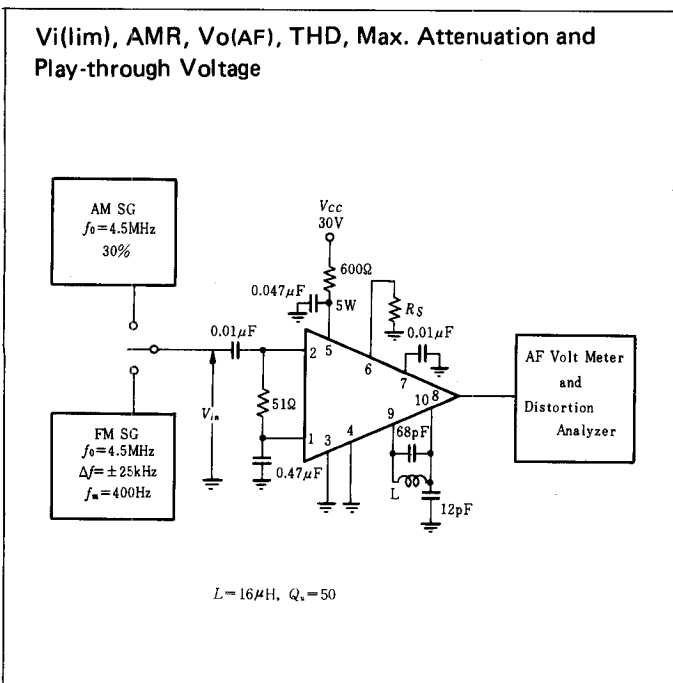 Vi(lim), AMR, Vo(AF), THD, Max. Attenuation and
Play-through Voltage
AM SG
f₀=4.5MHz
30%
Vcc
30V
600Ω
0.047μF
5W
RS
0.01μF
0.01μF
2
5
6
7
AF Volt Meter
and
Distortion
Analyzer
10
8
51Ω
Vin
9
1
3
4
68pF
FM SG
f₀=4.5MHz
Δf=±25kHz
fm=400Hz
0.47μF
L
12pF
L=16μH, Qu=50